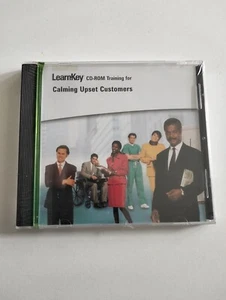 LearnKey CD-ROM Training for
Calming Upset Customers